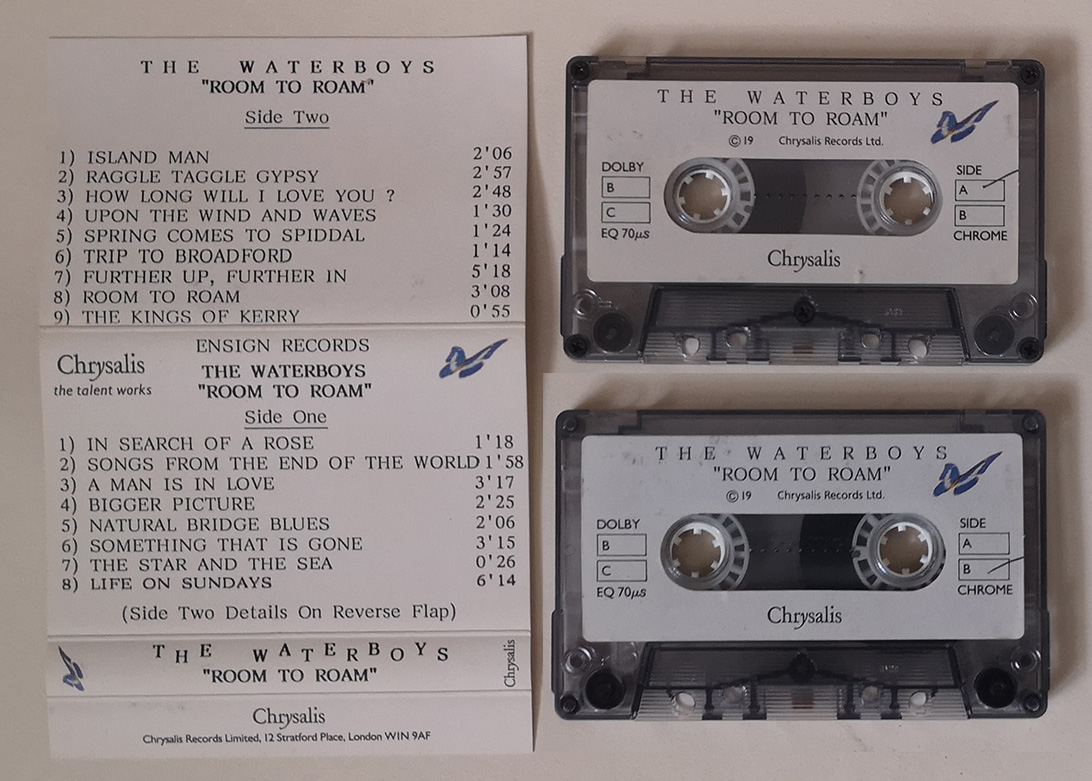 THE WATERBOYS
"ROOM TO ROAM"
Side Two
1) ISLAND MAN 2'06
2) RAGGLE TAGGLE GYPSY 2'57
3) HOW LONG WILL I LOVE YOU ? 2'48
4) UPON THE WIND AND WAVES 1'30
5) SPRING COMES TO SPIDDAL 1'24
6) TRIP TO BROADFORD 1'14
7) FURTHER UP, FURTHER IN 5'18
8) ROOM TO ROAM 3'08
9) THE KINGS OF KERRY 0'55
Chrysalis
the talent works
ENSIGN RECORDS
THE WATERBOYS
"ROOM TO ROAM"
Side One
1) IN SEARCH OF A ROSE 1'18
2) SONGS FROM THE END OF THE WORLD 1'58
3) A MAN IS IN LOVE 3'17
4) BIGGER PICTURE 2'25
5) NATURAL BRIDGE BLUES 2'06
6) SOMETHING THAT IS GONE 3'15
7) THE STAR AND THE SEA 0'26
8) LIFE ON SUNDAYS 6'14
(Side Two Details On Reverse Flap)
THE WATERBOYS
"ROOM TO ROAM"
Chrysalis
Chrysalis
Chrysalis Records Limited, 12 Stratford Place, London W1N 9AF
THE WATERBOYS
"ROOM TO ROAM"
© 19 Chrysalis Records Ltd.
DOLBY
B
C
EQ 70µs
SIDE
A
B
CHROME
Chrysalis
THE WATERBOYS
"ROOM TO ROAM"
© 19 Chrysalis Records Ltd.
DOLBY
B
C
EQ 70µs
SIDE
A
B
CHROME
Chrysalis